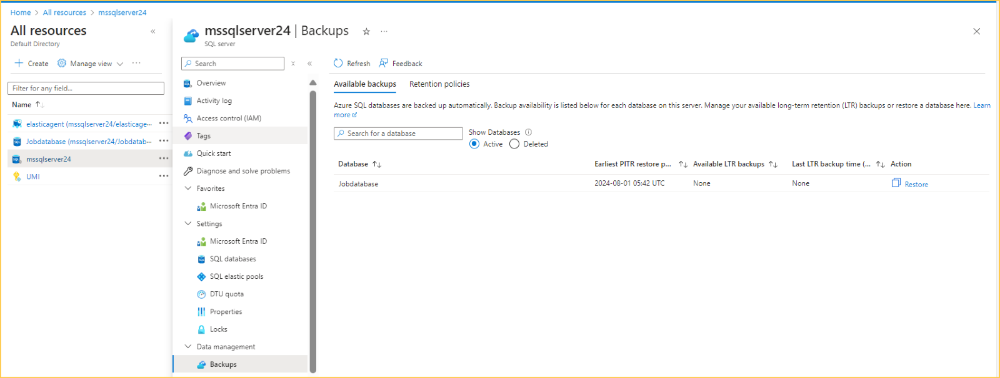 Home > All resources > mssqlserver24
All resources
«
Default Directory
Create
Manage view
...
Filter for any field...
Name ↑↓
elasticagent (mssqlserver24/elasticage... ...
Jobdatabase (mssqlserver24/Jobdatab... ...
mssqlserver24 ...
UMI ...
mssqlserver24 | Backups
...
SQL server
Search
«
Overview
Activity log
Access control (IAM)
Tags
Quick start
Diagnose and solve problems
Favorites
Microsoft Entra ID
Settings
Microsoft Entra ID
SQL databases
SQL elastic pools
DTU quota
Properties
Locks
Data management
Backups
Refresh
Feedback
Available backups
Retention policies
Azure SQL databases are backed up automatically. Backup availability is listed below for each database on this server. Manage your available long-term retention (LTR) backups or restore a database here. Learn
more
Search for a database
Show Databases
Active
Deleted
Database ↑↓ Earliest PITR restore p... ↑↓ Available LTR backups ↑↓ Last LTR backup time (... ↑↓ Action
Jobdatabase 2024-08-01 05:42 UTC None None Restore